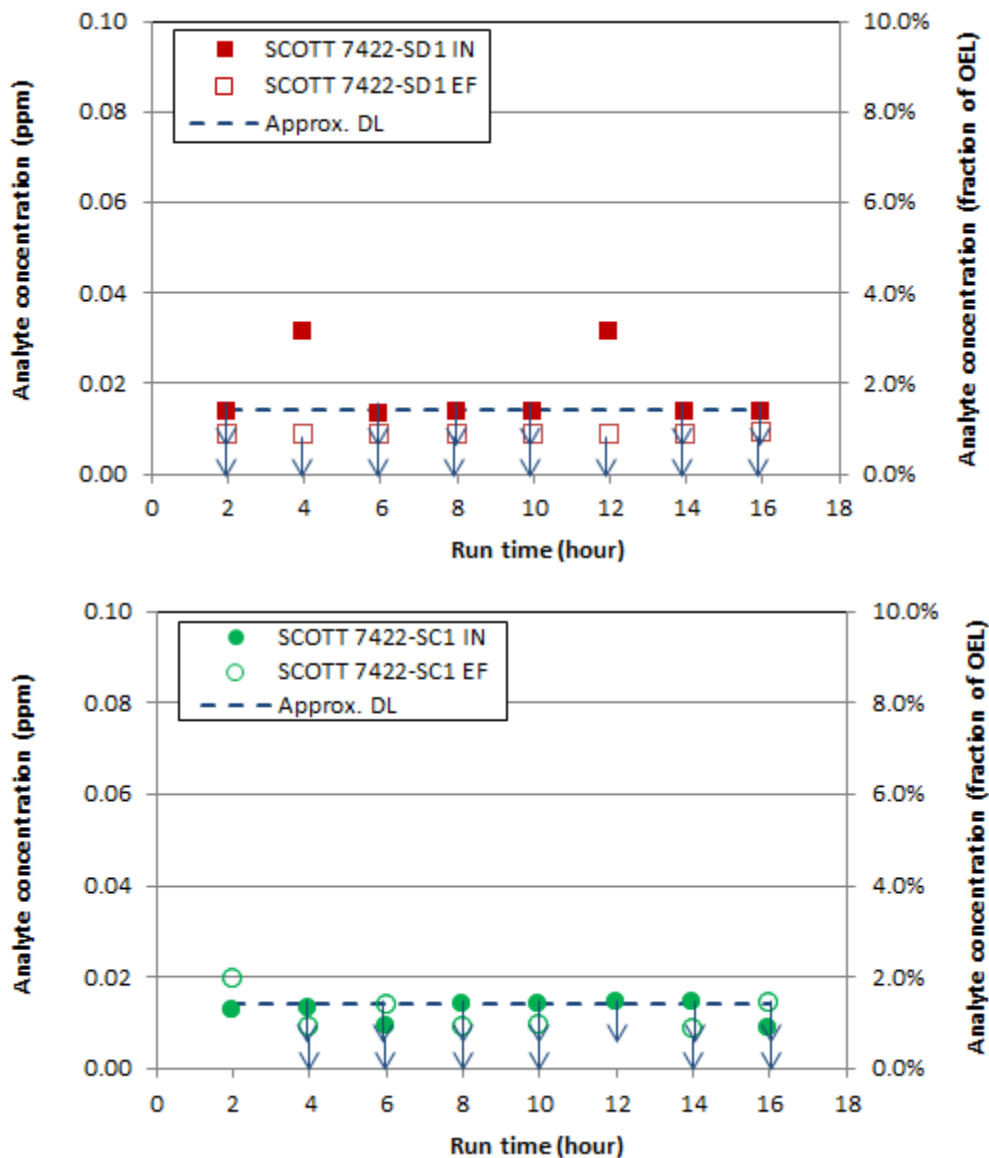 Analyte concentration (ppm)
0.10
0.08
0.06
0.04
0.02
0.00
SCOTT 7422-SD1 IN
SCOTT 7422-SD1 EF
Approx. DL
10.0%
8.0%
6.0%
4.0%
2.0%
0.0%
Analyte concentration (fraction of OEL)
0 2 4 6 8 10 12 14 16 18
Run time (hour)
Analyte concentration (ppm)
0.10
0.08
0.06
0.04
0.02
0.00
SCOTT 7422-SC1 IN
SCOTT 7422-SC1 EF
Approx. DL
10.0%
8.0%
6.0%
4.0%
2.0%
0.0%
Analyte concentration (fraction of OEL)
0 2 4 6 8 10 12 14 16 18
Run time (hour)